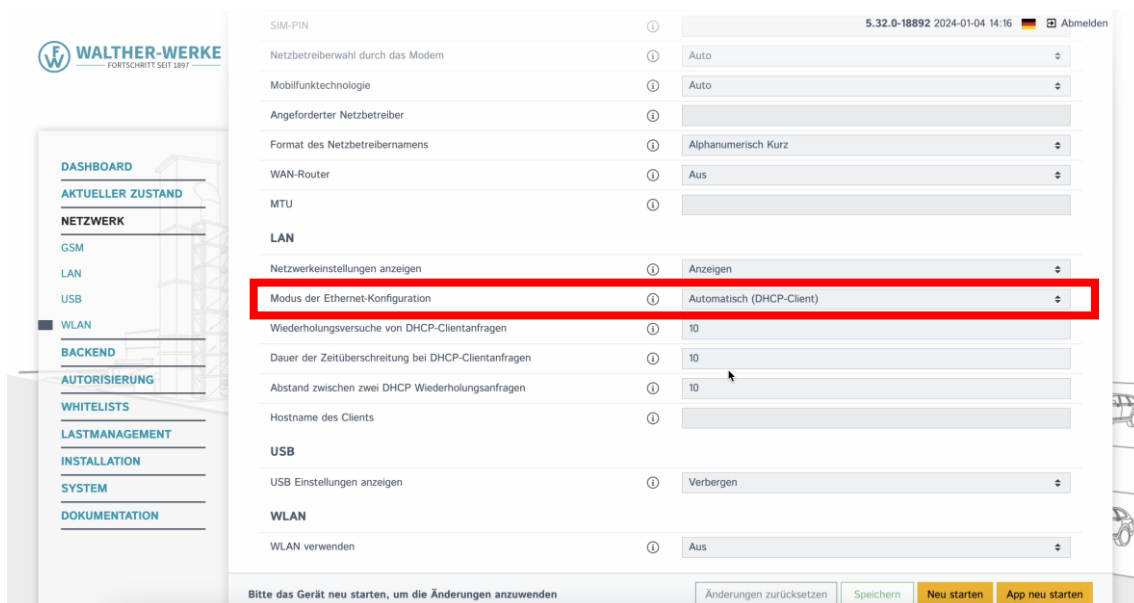 5.32.0-18892 2024-01-04 14:16 Abmelden
WALTHER-WERKE
FORTSCHRITT SEIT 1897
DASHBOARD
AKTUELLER ZUSTAND
NETZWERK
GSM
LAN
USB
WLAN
BACKEND
AUTORISIERUNG
WHITELISTS
LASTMANAGEMENT
INSTALLATION
SYSTEM
DOKUMENTATION
SIM-PIN
Netzbetreiberwahl durch das Modem Auto
Mobilfunktechnologie Auto
Angeforderter Netzbetreiber
Format des Netzbetreibernamens Alphanumerisch Kurz
WAN-Router Aus
MTU
LAN
Netzwerkeinstellungen anzeigen Anzeigen
Modus der Ethernet-Konfiguration Automatisch (DHCP-Client)
Wiederholungsversuche von DHCP-Clientanfragen 10
Dauer der Zeitüberschreitung bei DHCP-Clientanfragen 10
Abstand zwischen zwei DHCP Wiederholungsanfragen 10
Hostname des Clients
USB
USB Einstellungen anzeigen Verbergen
WLAN
WLAN verwenden Aus
Bitte das Gerät neu starten, um die Änderungen anzuwenden Änderungen zurücksetzen Speichern Neu starten App neu starten